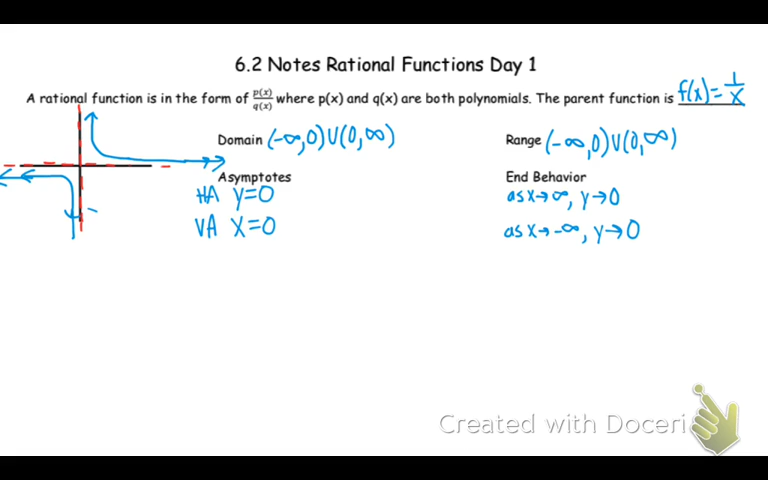 6.2 Notes Rational Functions Day 1
A rational function is in the form of p(x)/q(x) where p(x) and q(x) are both polynomials. The parent function is f(x)=1/x
Domain (-∞,0)U(0,∞)
Range (-∞,0)U(0,∞)
Asymptotes
HA y=0
VA x=0
End Behavior
as x→∞, y→0
as x→-∞, y→0
Created with Doceri